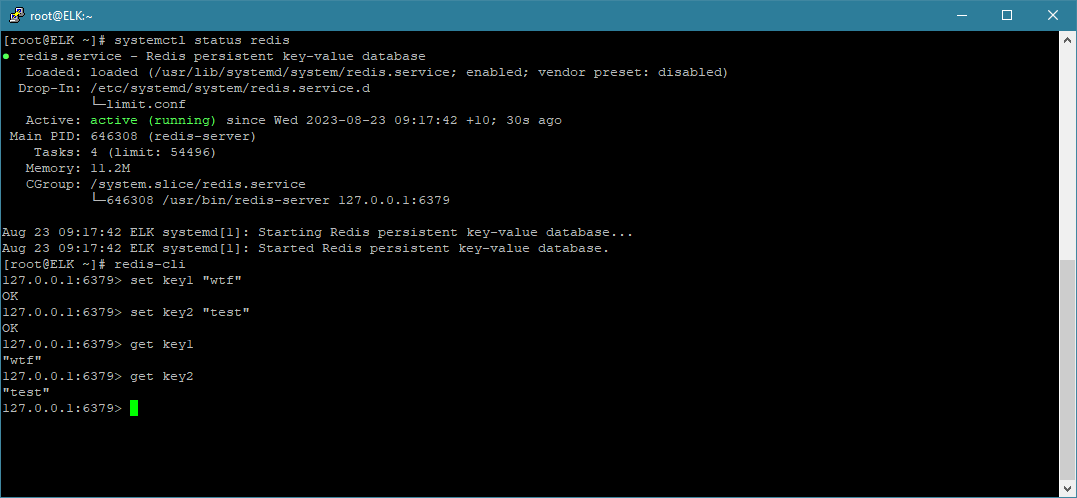 root@ELK:~
[root@ELK ~]# systemctl status redis
● redis.service - Redis persistent key-value database
   Loaded: loaded (/usr/lib/systemd/system/redis.service; enabled; vendor preset: disabled)
  Drop-In: /etc/systemd/system/redis.service.d
           └─limit.conf
   Active: active (running) since Wed 2023-08-23 09:17:42 +10; 30s ago
 Main PID: 646308 (redis-server)
    Tasks: 4 (limit: 54496)
   Memory: 11.2M
   CGroup: /system.slice/redis.service
           └─646308 /usr/bin/redis-server 127.0.0.1:6379
Aug 23 09:17:42 ELK systemd[1]: Starting Redis persistent key-value database...
Aug 23 09:17:42 ELK systemd[1]: Started Redis persistent key-value database.
[root@ELK ~]# redis-cli
127.0.0.1:6379> set key1 "wtf"
OK
127.0.0.1:6379> set key2 "test"
OK
127.0.0.1:6379> get key1
"wtf"
127.0.0.1:6379> get key2
"test"
127.0.0.1:6379>